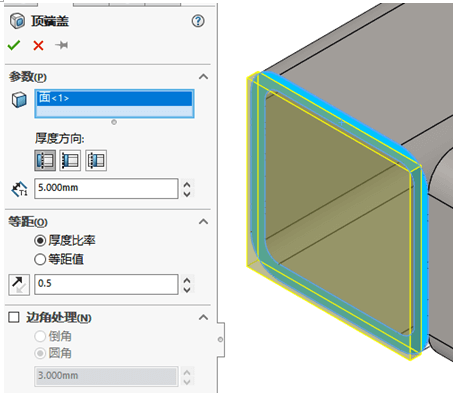 顶端盖
参数(P)
面<1>
厚度方向:
T1
5.000mm
等距(O)
厚度比率
等距值
0.5
边角处理(N)
倒角
圆角
3.000mm